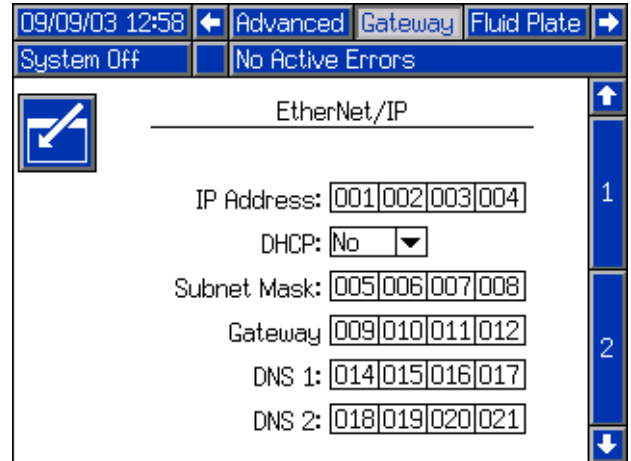 09/09/03 12:58 Advanced Gateway Fluid Plate
System Off No Active Errors
EtherNet/IP
IP Address: 001 002 003 004 1
DHCP: No
Subnet Mask: 005 006 007 008
Gateway 009 010 011 012 2
DNS 1: 014 015 016 017
DNS 2: 018 019 020 021